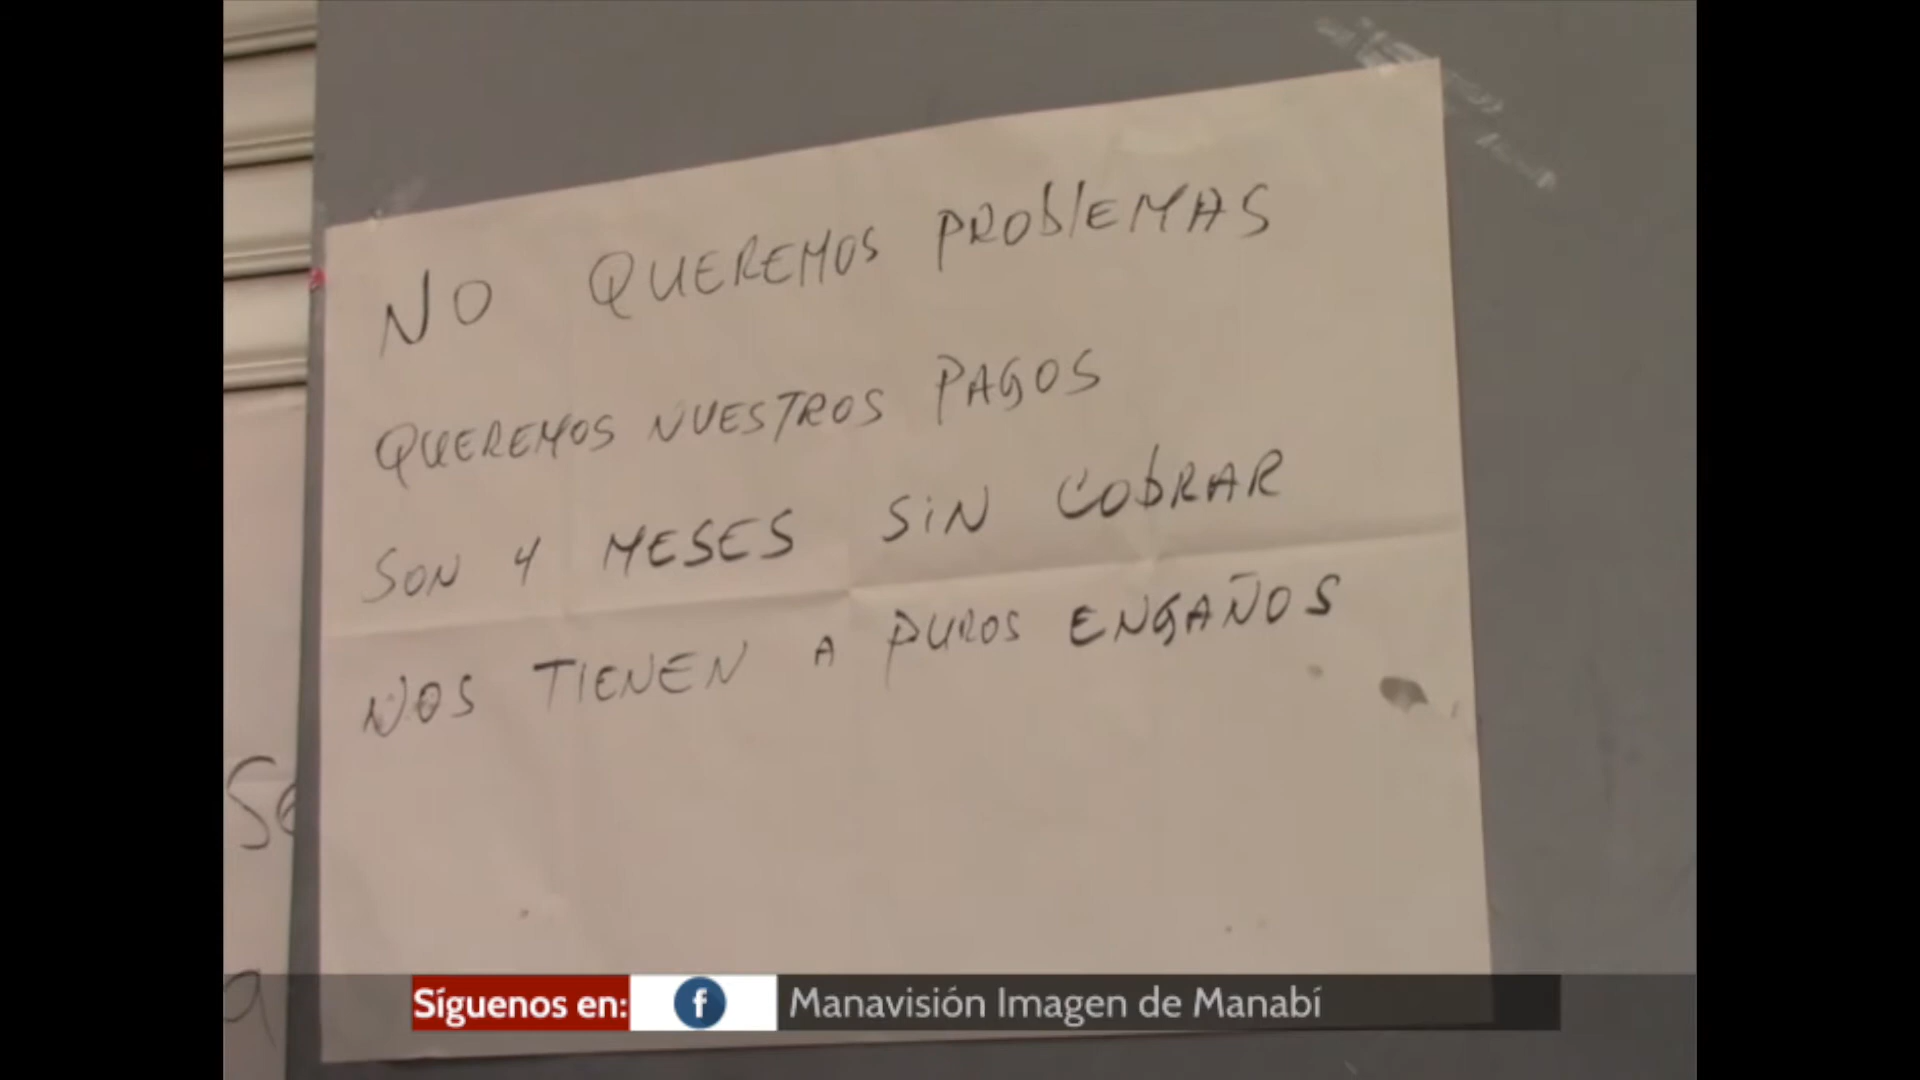 NO QUEREMOS PROBLEMAS
QUEREMOS NUESTROS PAGOS
SON 4 MESES SIN COBRAR
NOS TIENEN A PUROS ENGAÑOS
Síguenos en: f Manavisión Imagen de Manabí